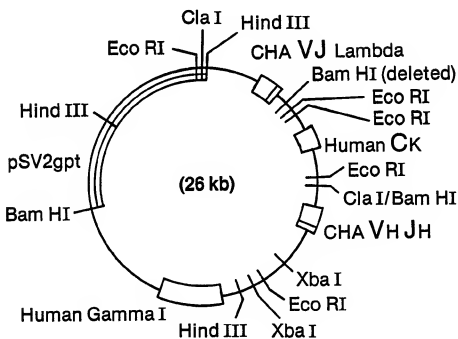 Cla I
Hind III
Eco RI
CHA VJ Lambda
Bam HI (deleted)
Eco RI
Eco RI
Hind III
Human CK
pSV2gpt
(26 kb)
Eco RI
Cla I/Bam HI
Bam HI
CHA VH JH
Xba I
Eco RI
Human Gamma I
Hind III
Xba I